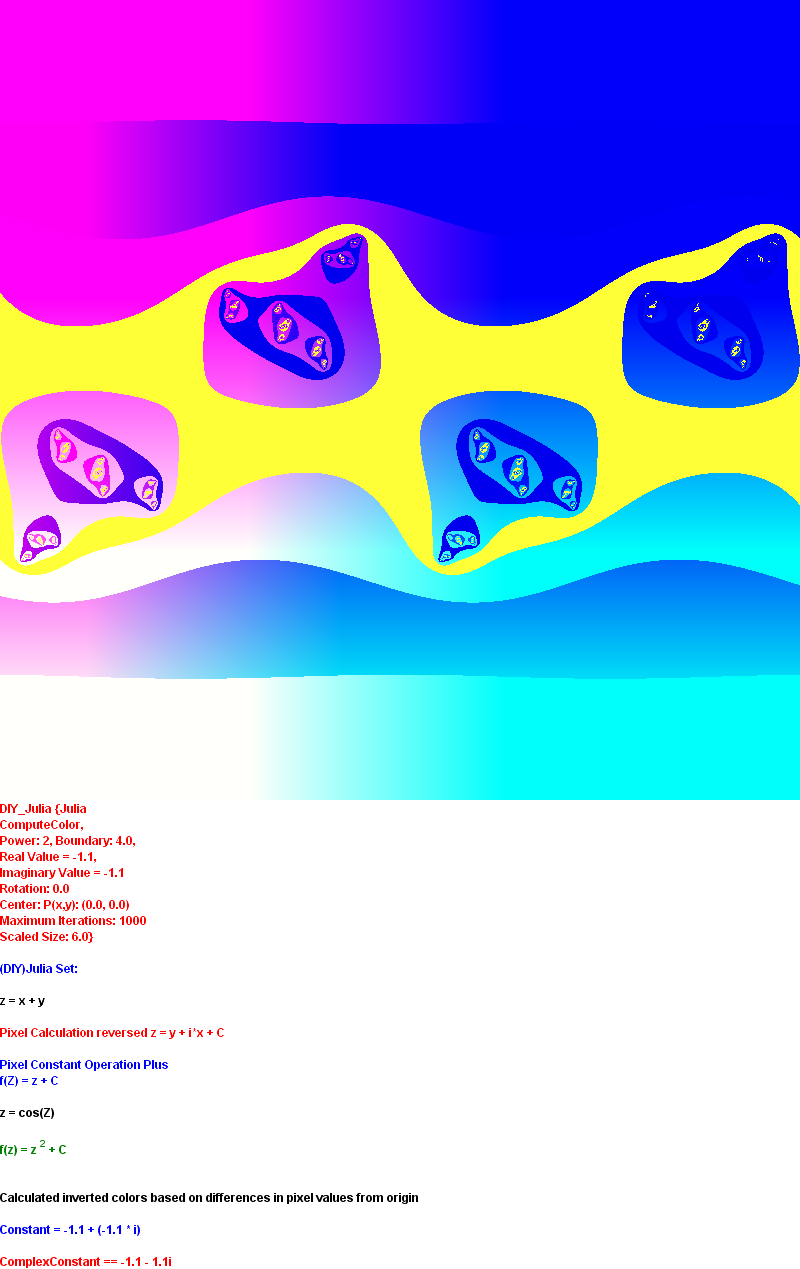 DIY_Julia {Julia
ComputeColor,
Power: 2, Boundary: 4.0,
Real Value = -1.1,
Imaginary Value = -1.1
Rotation: 0.0
Center: P(x,y): (0.0, 0.0)
Maximum Iterations: 1000
Scaled Size: 6.0}
(DIY)Julia Set:
z = x + y
Pixel Calculation reversed z = y + i*x + C
Pixel Constant Operation Plus
f(Z) = z + C
z = cos(Z)
f(z) = z ² + C
Calculated inverted colors based on differences in pixel values from origin
Constant = -1.1 + (-1.1 * i)
ComplexConstant == -1.1 - 1.1i